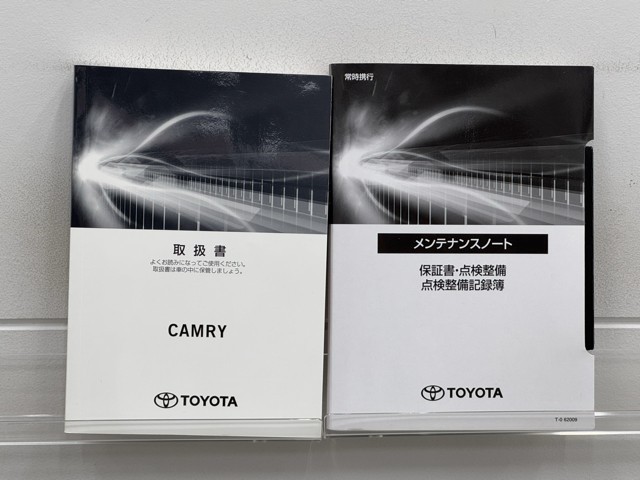 取扱書
よくお読みになってご使用ください。
取扱書は車の中に保管しましょう。
CAMRY
TOYOTA
常時携行
メンテナンスノート
保証書・点検整備
点検整備記録簿
TOYOTA
T-0 62009